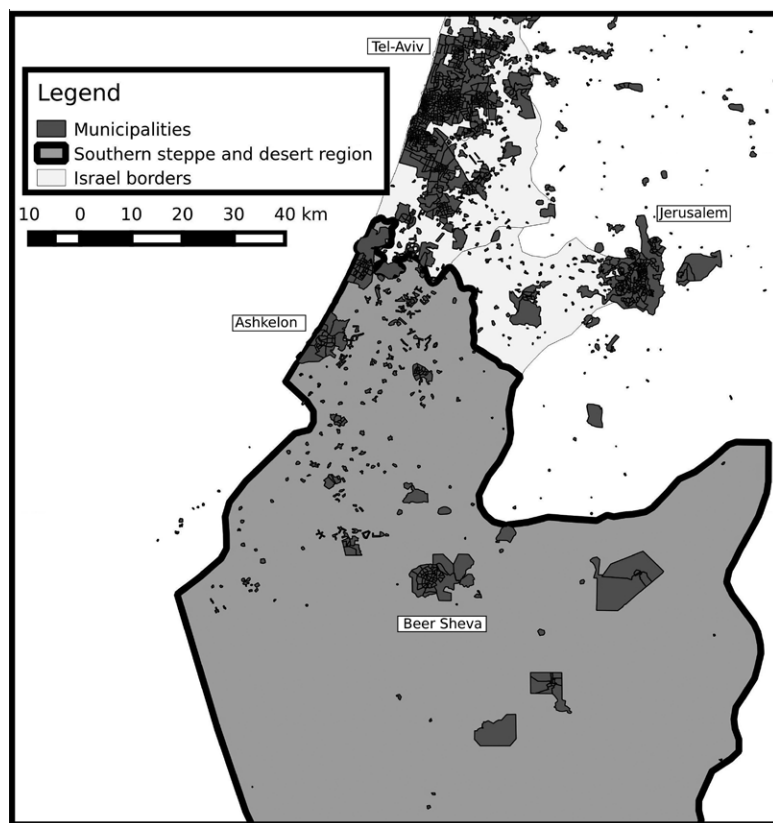 Tel-Aviv
Legend
Municipalities
Southern steppe and desert region
Israel borders
10 0 10 20 30 40 km
Jerusalem
Ashkelon
Beer Sheva